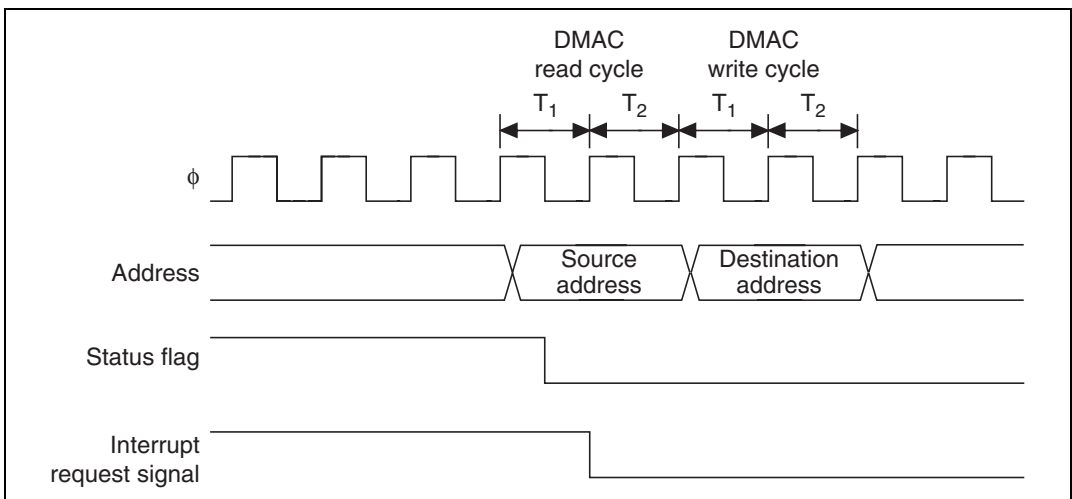 DMAC DMAC
read cycle write cycle
T1 T2 T1 T2
ϕ
Address
Source Destination
address address
Status flag
Interrupt
request signal